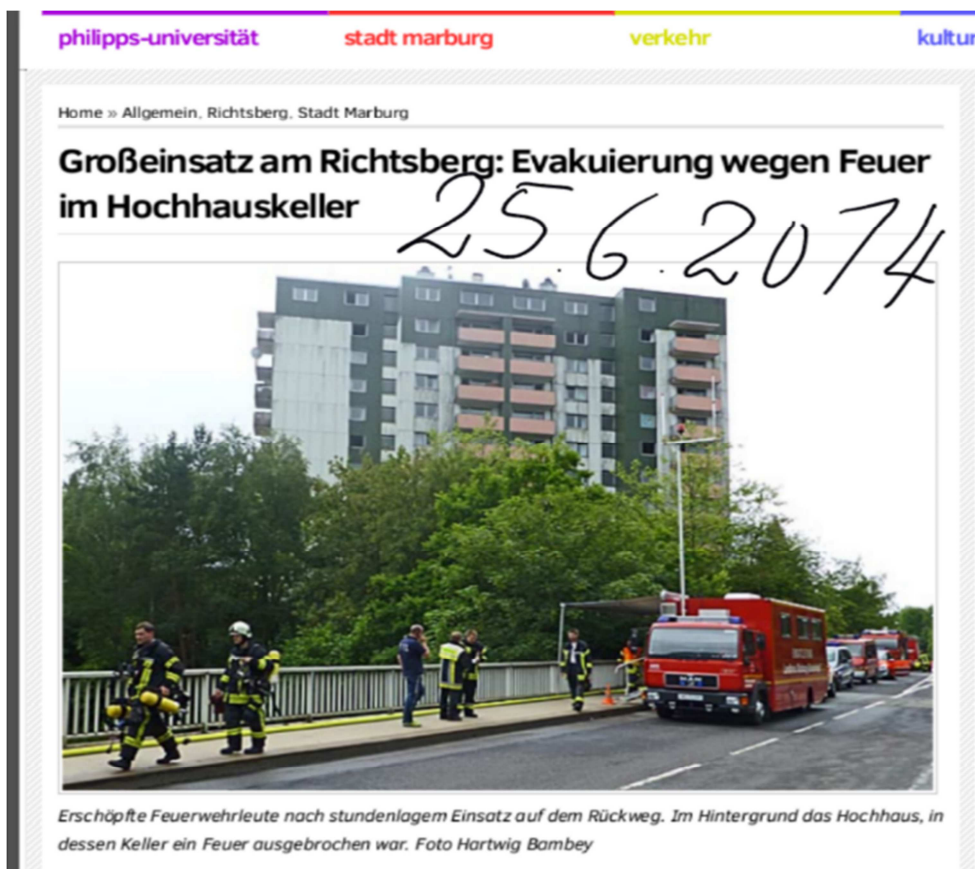 philipps-universität stadt marburg verkehr kultur
Home » Allgemein, Richtsberg, Stadt Marburg
Großeinsatz am Richtsberg: Evakuierung wegen Feuer
im Hochhauskeller
25.6.2014
Erschöpfte Feuerwehrleute nach stundenlagem Einsatz auf dem Rückweg. Im Hintergrund das Hochhaus, in
dessen Keller ein Feuer ausgebrochen war. Foto Hartwig Bambey